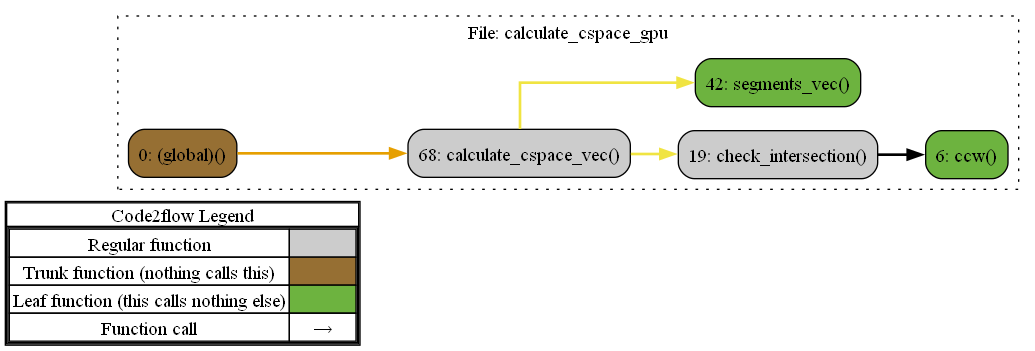 File: calculate_cspace_gpu
42: segments_vec()
0: (global)()
68: calculate_cspace_vec()
19: check_intersection()
6: ccw()
Code2flow Legend
Regular function
Trunk function (nothing calls this)
Leaf function (this calls nothing else)
Function call →